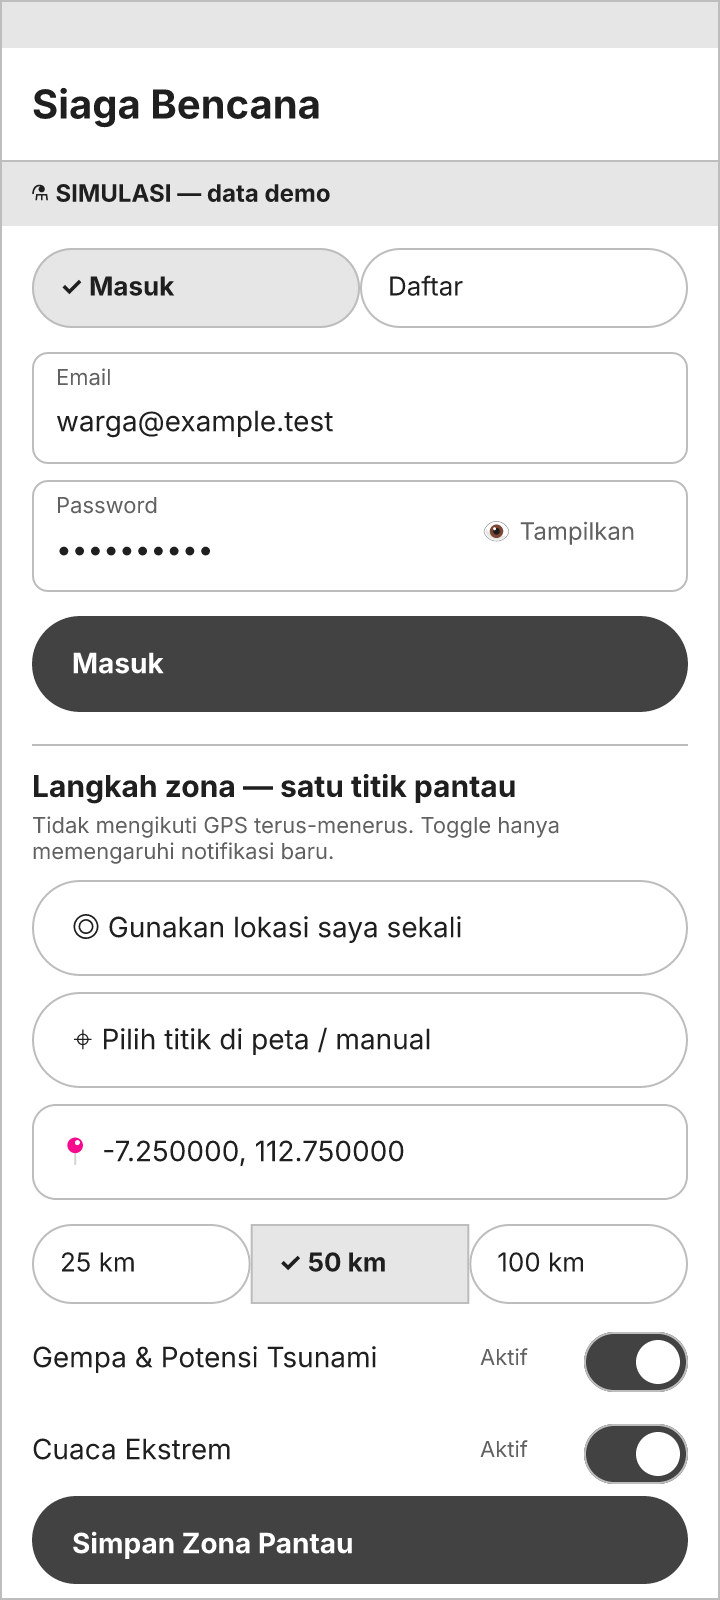 Siaga Bencana
⚗ SIMULASI — data demo
✓ Masuk
Daftar
Email
warga@example.test
Password
👁 Tampilkan
••••••••••
Masuk
Langkah zona — satu titik pantau
Tidak mengikuti GPS terus-menerus. Toggle hanya
memengaruhi notifikasi baru.
◎ Gunakan lokasi saya sekali
⌖ Pilih titik di peta / manual
📍 -7.250000, 112.750000
25 km
✓ 50 km
100 km
Gempa & Potensi Tsunami
Aktif
Cuaca Ekstrem
Aktif
Simpan Zona Pantau